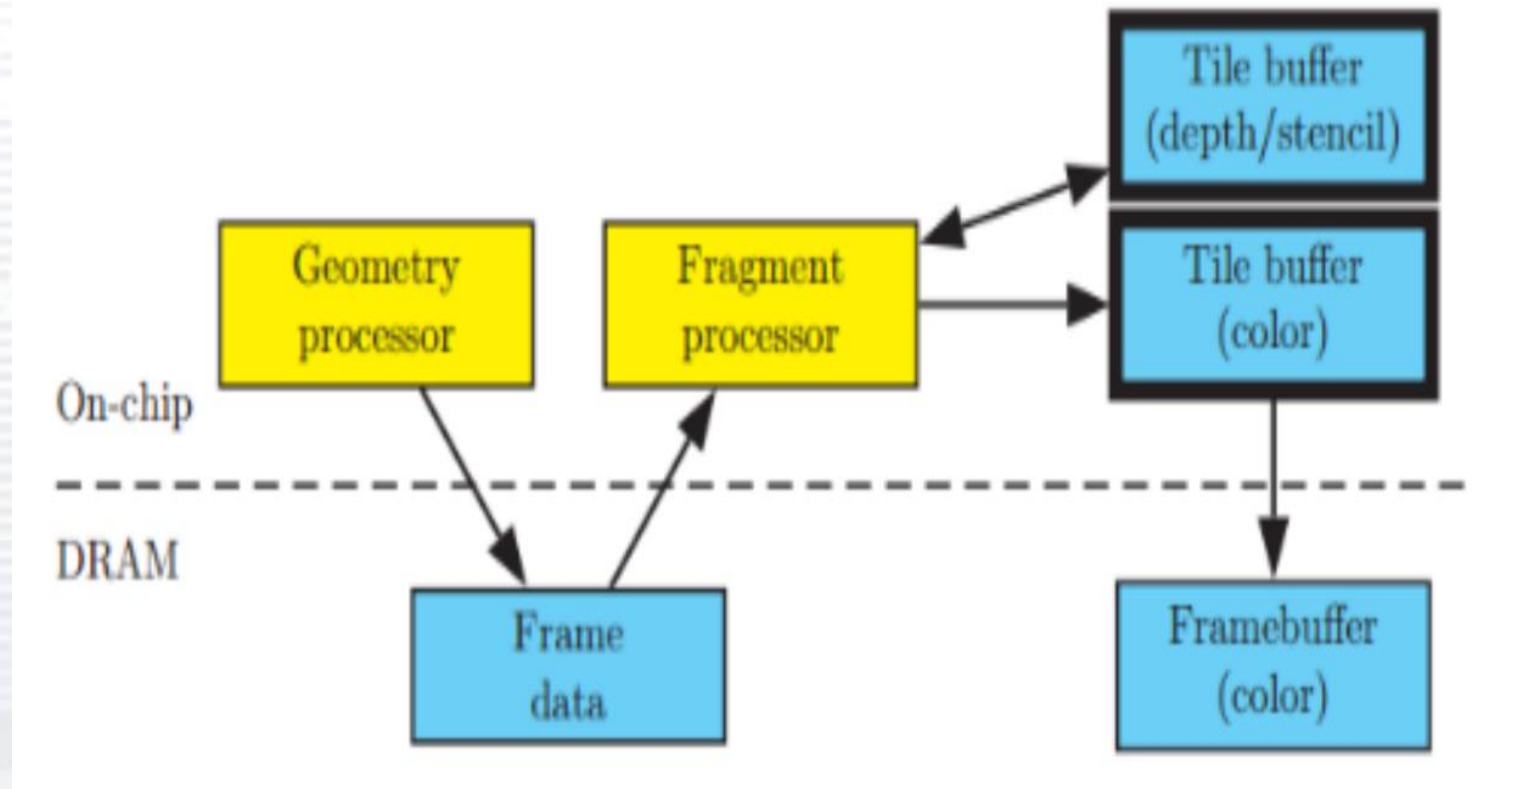 Tile buffer
(depth/stencil)
Geometry
processor
Fragment
processor
Tile buffer
(color)
On-chip
DRAM
Frame
data
Framebuffer
(color)